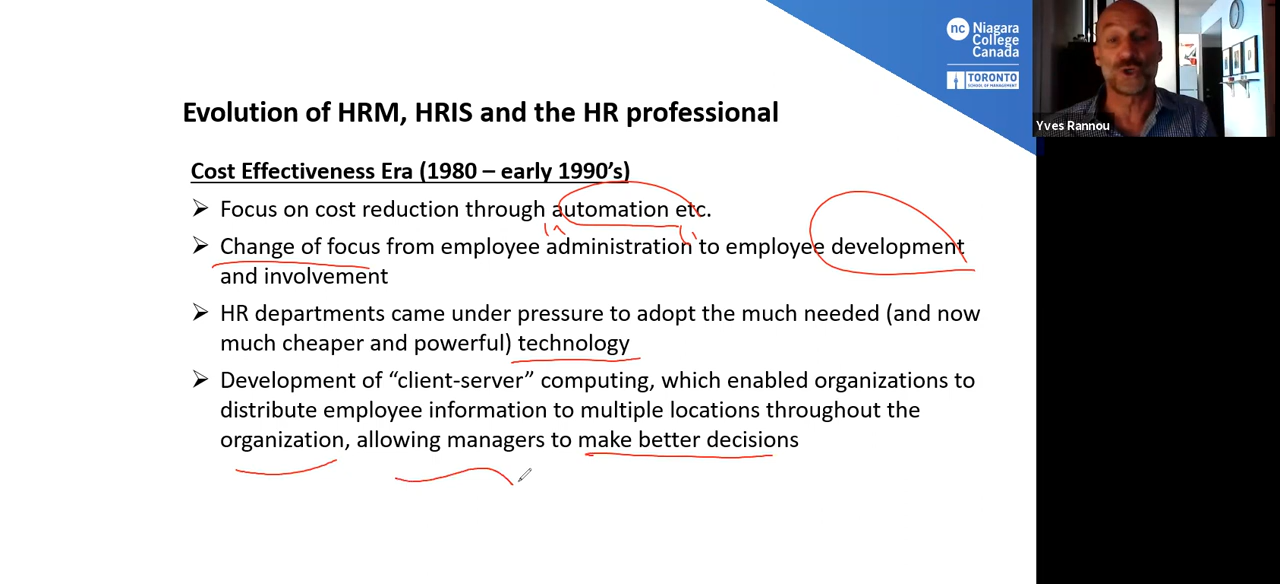 nc Niagara
College
Canada
TORONTO
SCHOOL OF MANAGEMENT
Yves Rannou
Evolution of HRM, HRIS and the HR professional
Cost Effectiveness Era (1980 – early 1990’s)
➢ Focus on cost reduction through automation etc.
➢ Change of focus from employee administration to employee development
and involvement
➢ HR departments came under pressure to adopt the much needed (and now
much cheaper and powerful) technology
➢ Development of “client-server” computing, which enabled organizations to
distribute employee information to multiple locations throughout the
organization, allowing managers to make better decisions